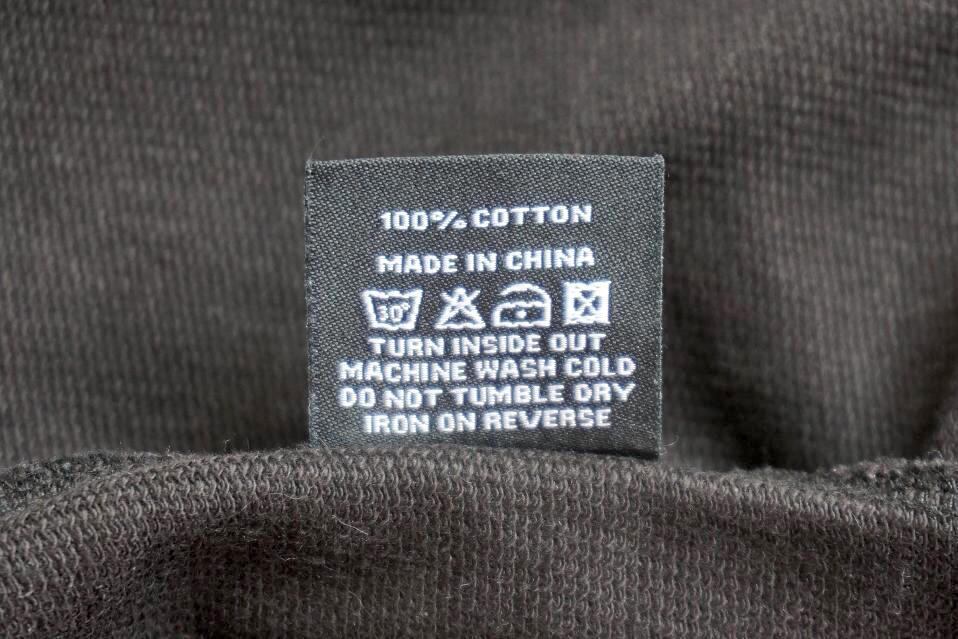 100% COTTON
MADE IN CHINA
30°
TURN INSIDE OUT
MACHINE WASH COLD
DO NOT TUMBLE DRY
IRON ON REVERSE